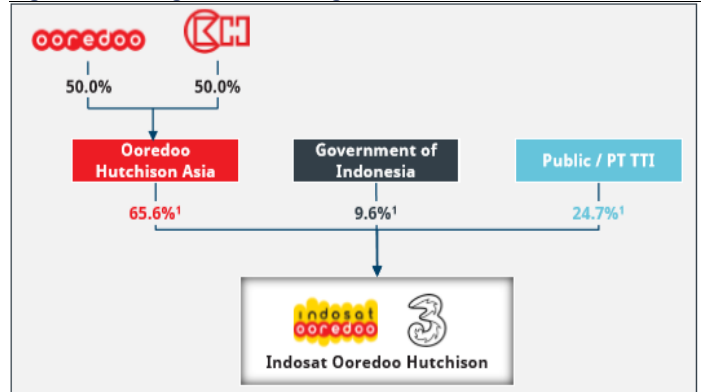 ooredoo
CKH
50.0%
50.0%
Ooredoo
Hutchison Asia
Government of
Indonesia
Public / PT TTI
65.6%¹
9.6%¹
24.7%¹
indosat
ooredoo
3
Indosat Ooredoo Hutchison